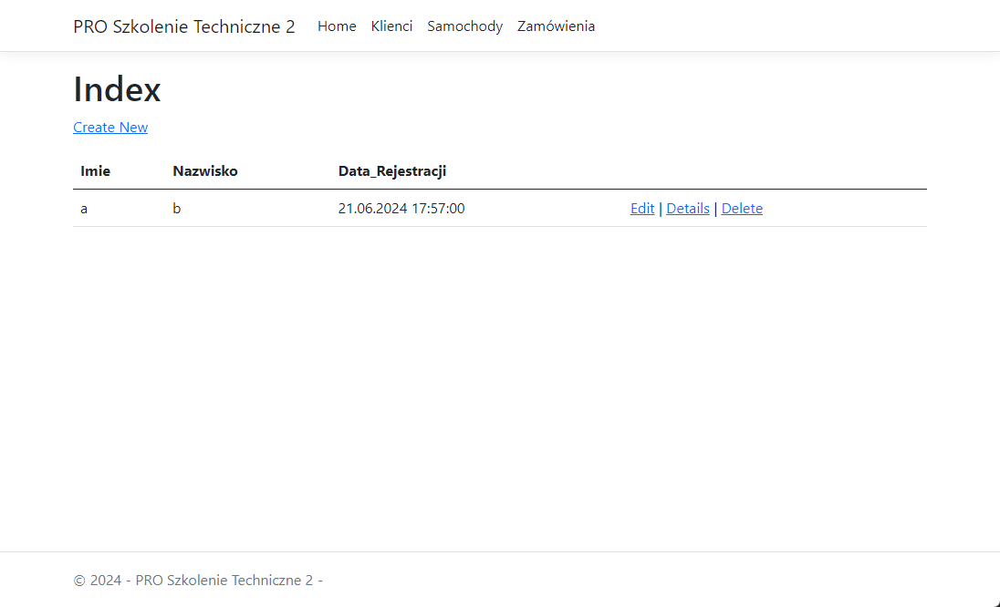 PRO Szkolenie Techniczne 2 Home Klienci Samochody Zamówienia
Index
Create New
Imie Nazwisko Data_Rejestracji
a b 21.06.2024 17:57:00 Edit | Details | Delete
© 2024 - PRO Szkolenie Techniczne 2 -